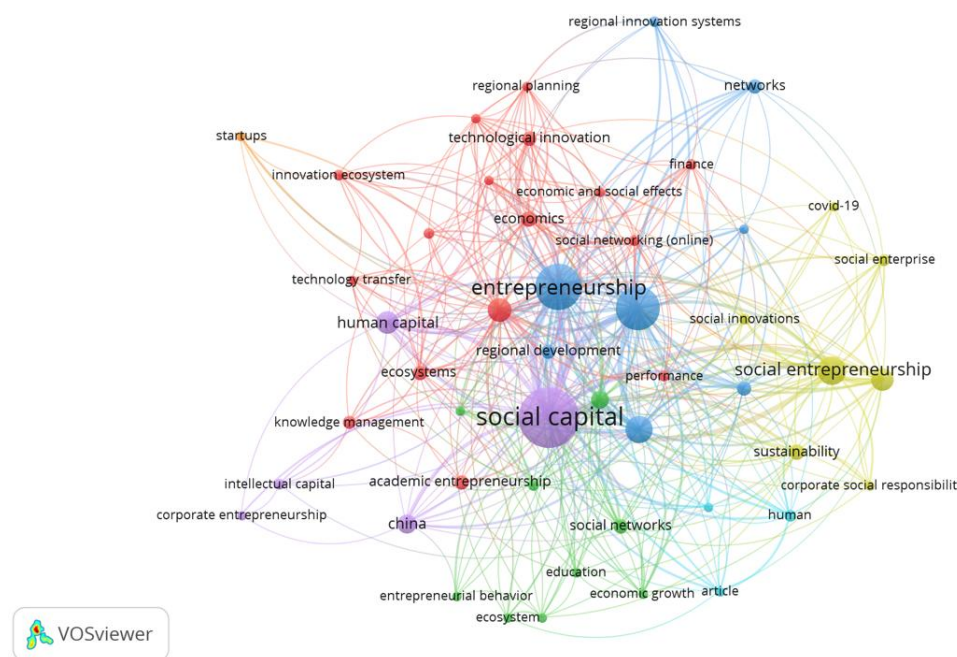 regional innovation systems
regional planning
networks
startups
technological innovation
innovation ecosystem
finance
economic and social effects
covid-19
economics
social networking (online)
social enterprise
technology transfer
entrepreneurship
human capital
social innovations
regional development
ecosystems
performance
social entrepreneurship
social capital
knowledge management
sustainability
intellectual capital
academic entrepreneurship
corporate social responsibilit
corporate entrepreneurship
china
social networks
human
education
entrepreneurial behavior
economic growth
article
ecosystem
VOSviewer